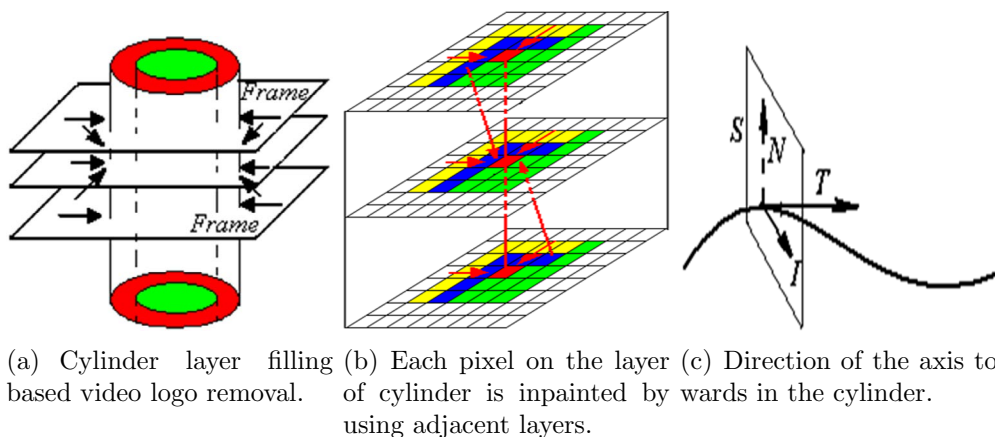 Frame
Frame
S
N
T
I
(a) Cylinder layer filling
based video logo removal.
(b) Each pixel on the layer
of cylinder is inpainted by
using adjacent layers.
(c) Direction of the axis to
wards in the cylinder.